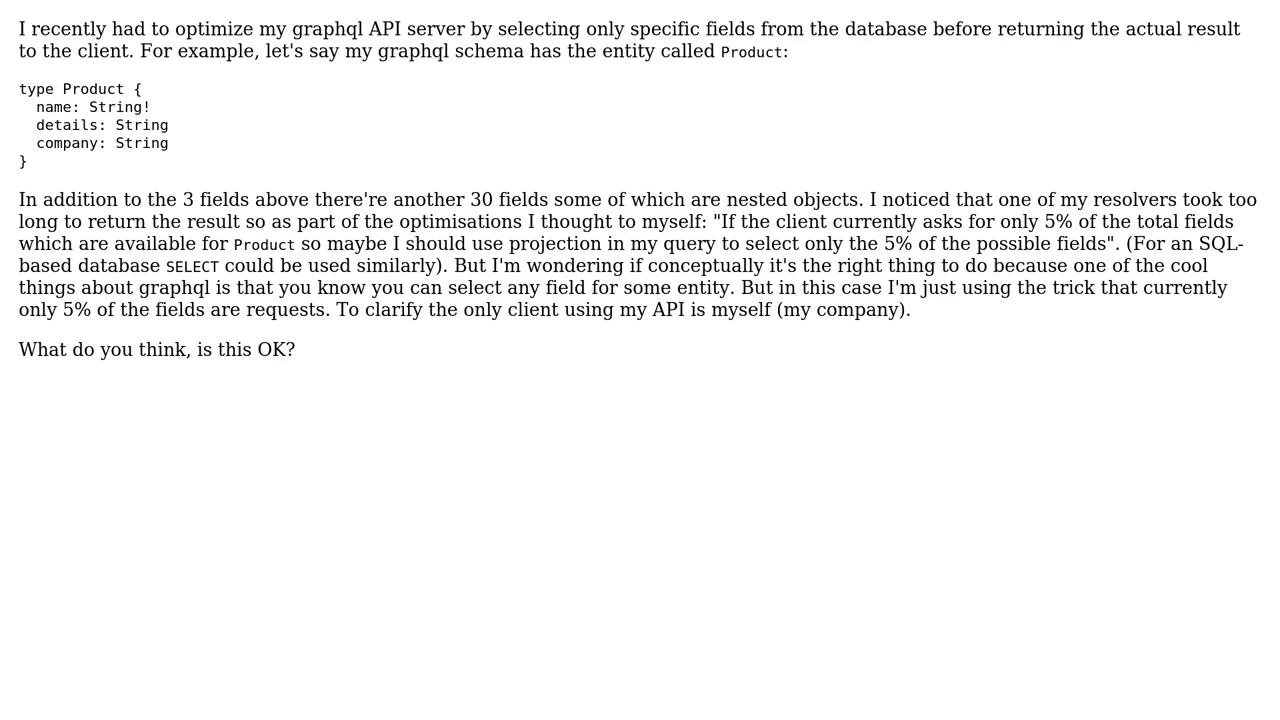 I recently had to optimize my graphql API server by selecting only specific fields from the database before returning the actual result
to the client. For example, let's say my graphql schema has the entity called Product:
type Product {
  name: String!
  details: String
  company: String
}
In addition to the 3 fields above there're another 30 fields some of which are nested objects. I noticed that one of my resolvers took too
long to return the result so as part of the optimisations I thought to myself: "If the client currently asks for only 5% of the total fields
which are available for Product so maybe I should use projection in my query to select only the 5% of the possible fields". (For an SQL-
based database SELECT could be used similarly). But I'm wondering if conceptually it's the right thing to do because one of the cool
things about graphql is that you know you can select any field for some entity. But in this case I'm just using the trick that currently
only 5% of the fields are requests. To clarify the only client using my API is myself (my company).
What do you think, is this OK?